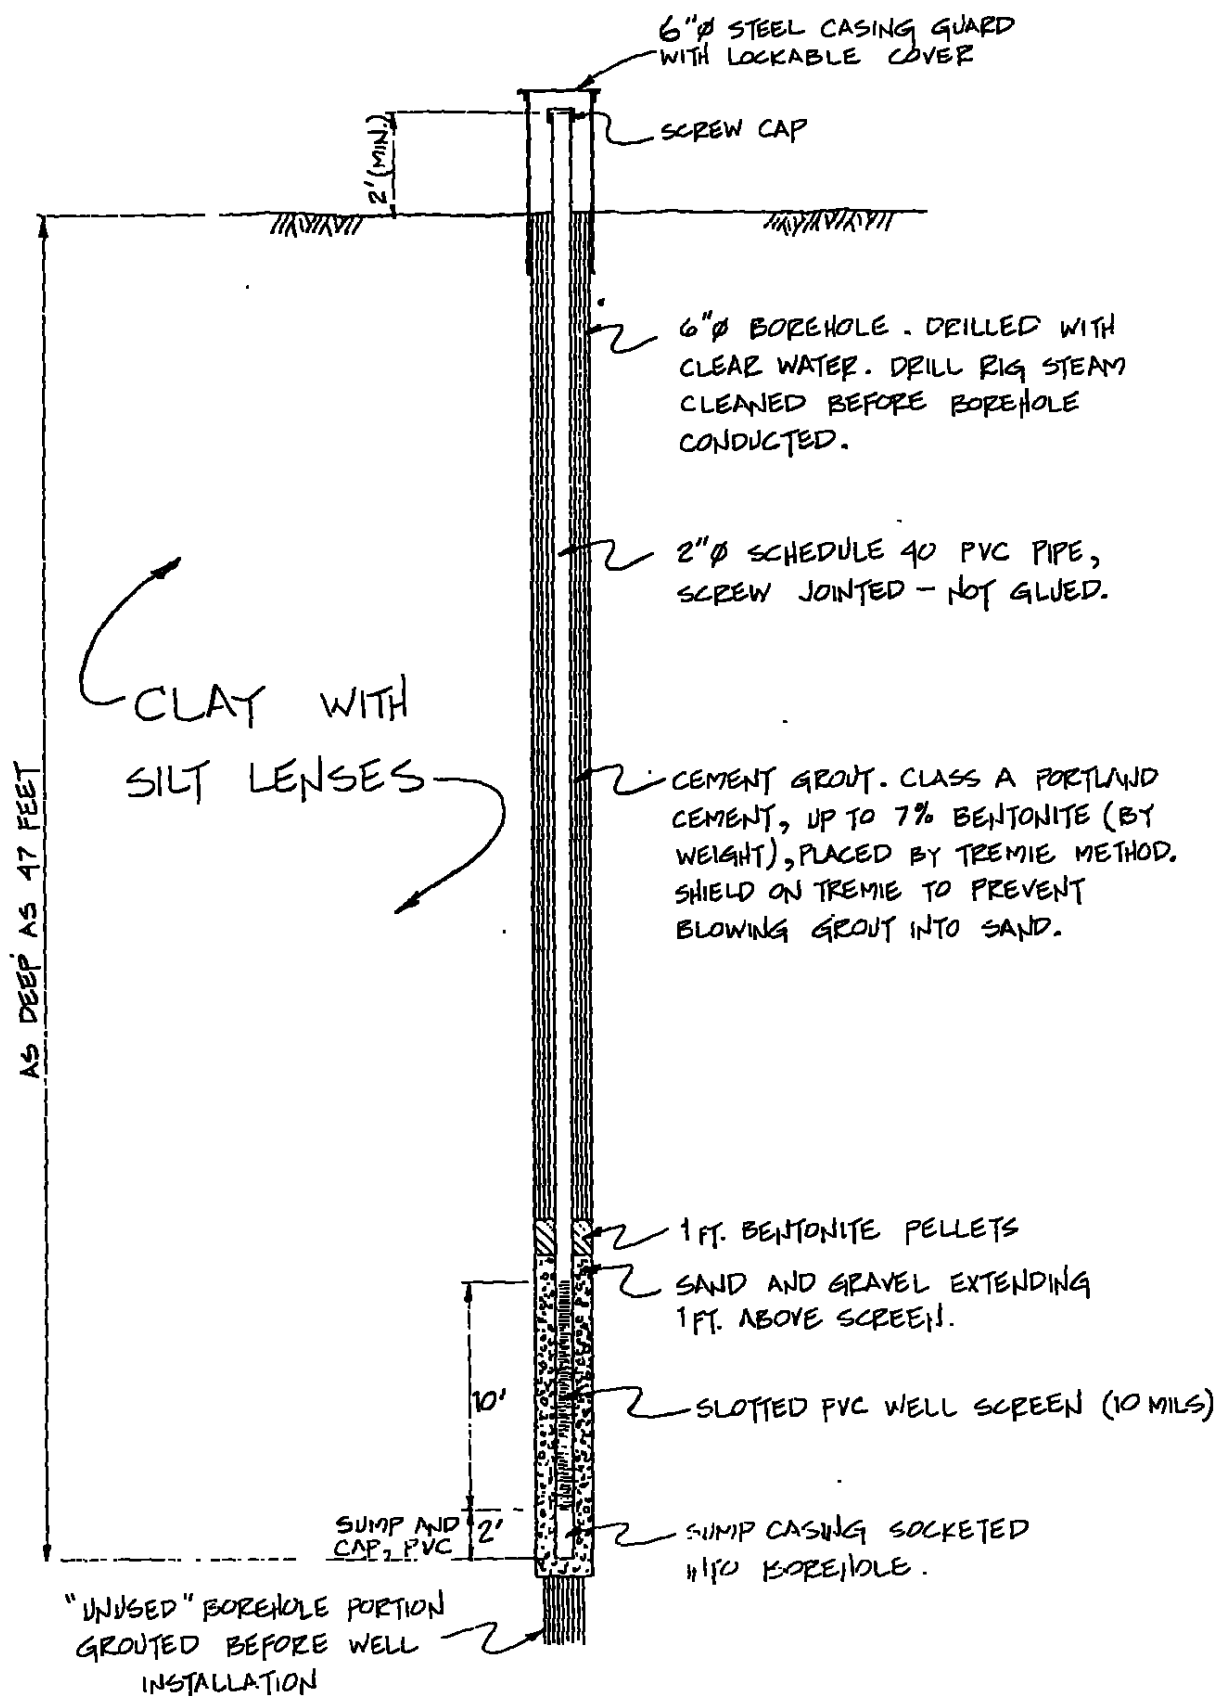 6"Ø STEEL CASING GUARD
WITH LOCKABLE COVER
SCREW CAP
2' (MIN.)
6"Ø BOREHOLE. DRILLED WITH
CLEAR WATER. DRILL RIG STEAM
CLEANED BEFORE BOREHOLE
CONDUCTED.
2"Ø SCHEDULE 40 PVC PIPE,
SCREW JOINTED - NOT GLUED.
CLAY WITH
SILT LENSES
AS DEEP AS 47 FEET
CEMENT GROUT. CLASS A PORTLAND
CEMENT, UP TO 7% BENTONITE (BY
WEIGHT), PLACED BY TREMIE METHOD.
SHIELD ON TREMIE TO PREVENT
BLOWING GROUT INTO SAND.
1 FT. BENTONITE PELLETS
SAND AND GRAVEL EXTENDING
1 FT. ABOVE SCREEN.
10'
SLOTTED PVC WELL SCREEN (10 MILS)
SUMP AND
CAP, PVC
2'
SUMP CASING SOCKETED
INTO BOREHOLE.
"UNUSED" BOREHOLE PORTION
GROUTED BEFORE WELL
INSTALLATION